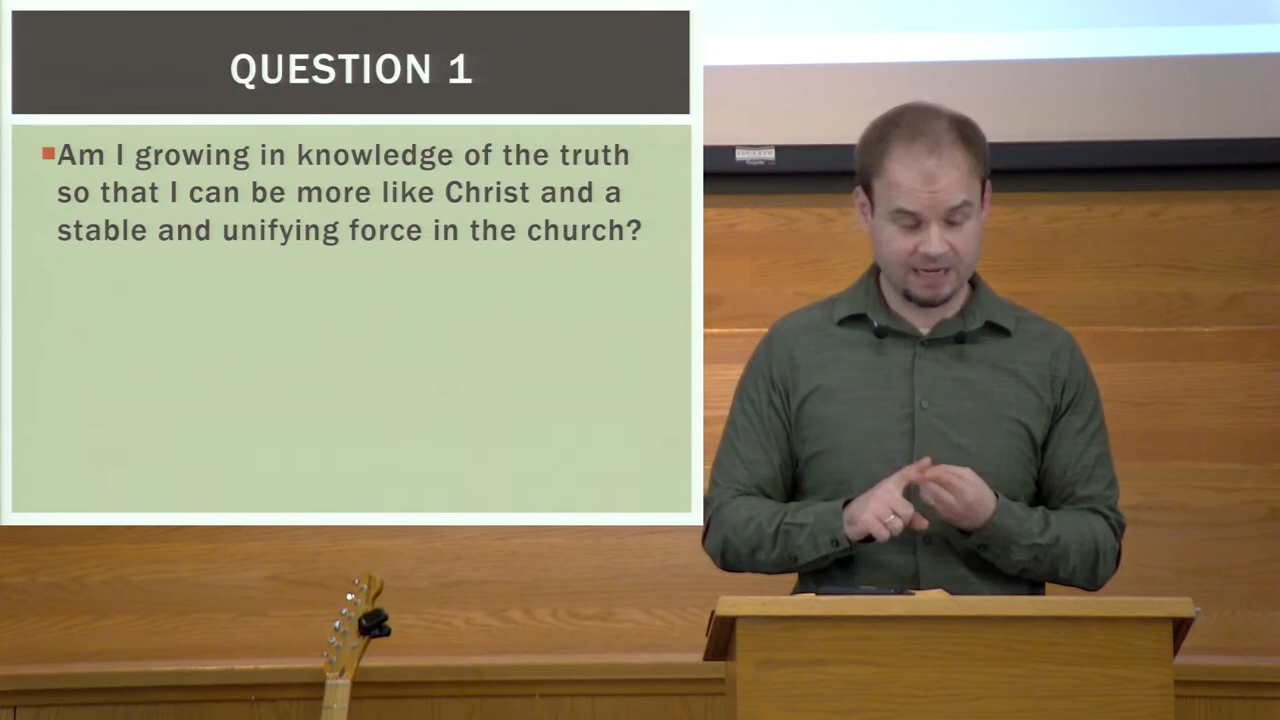 QUESTION 1
Am I growing in knowledge of the truth
so that I can be more like Christ and a
stable and unifying force in the church?